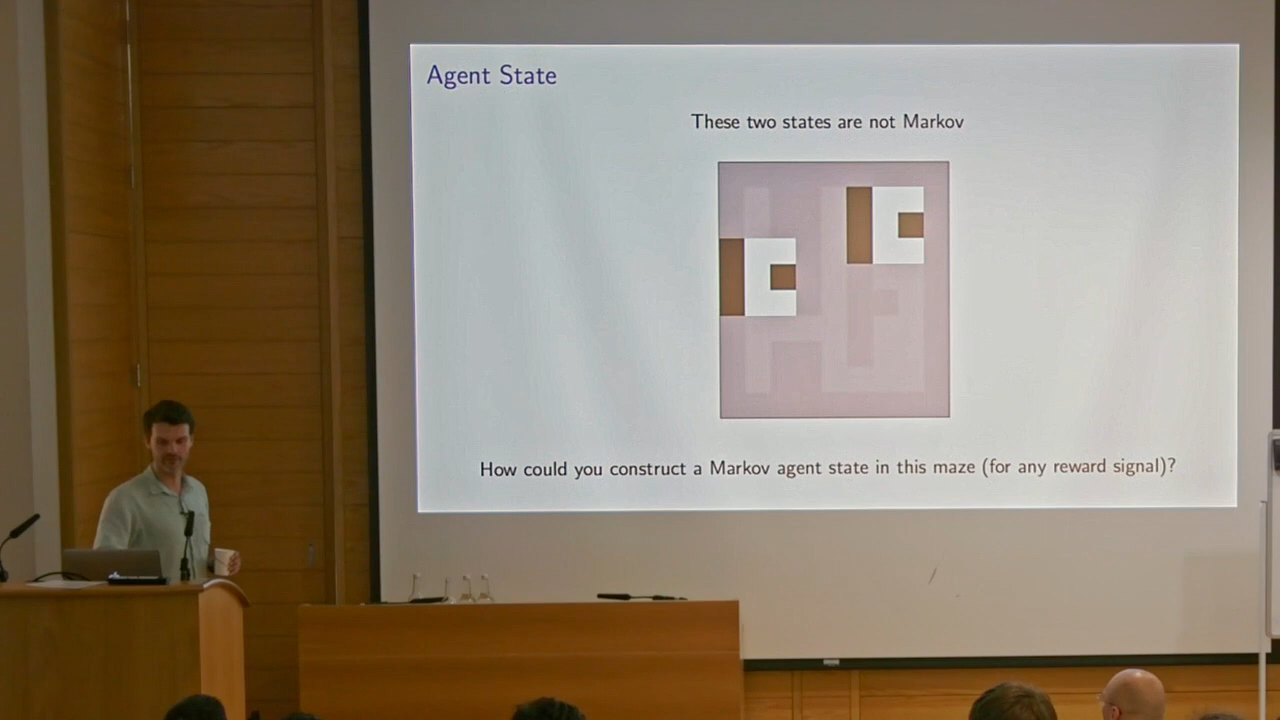 Agent State
These two states are not Markov
How could you construct a Markov agent state in this maze (for any reward signal)?